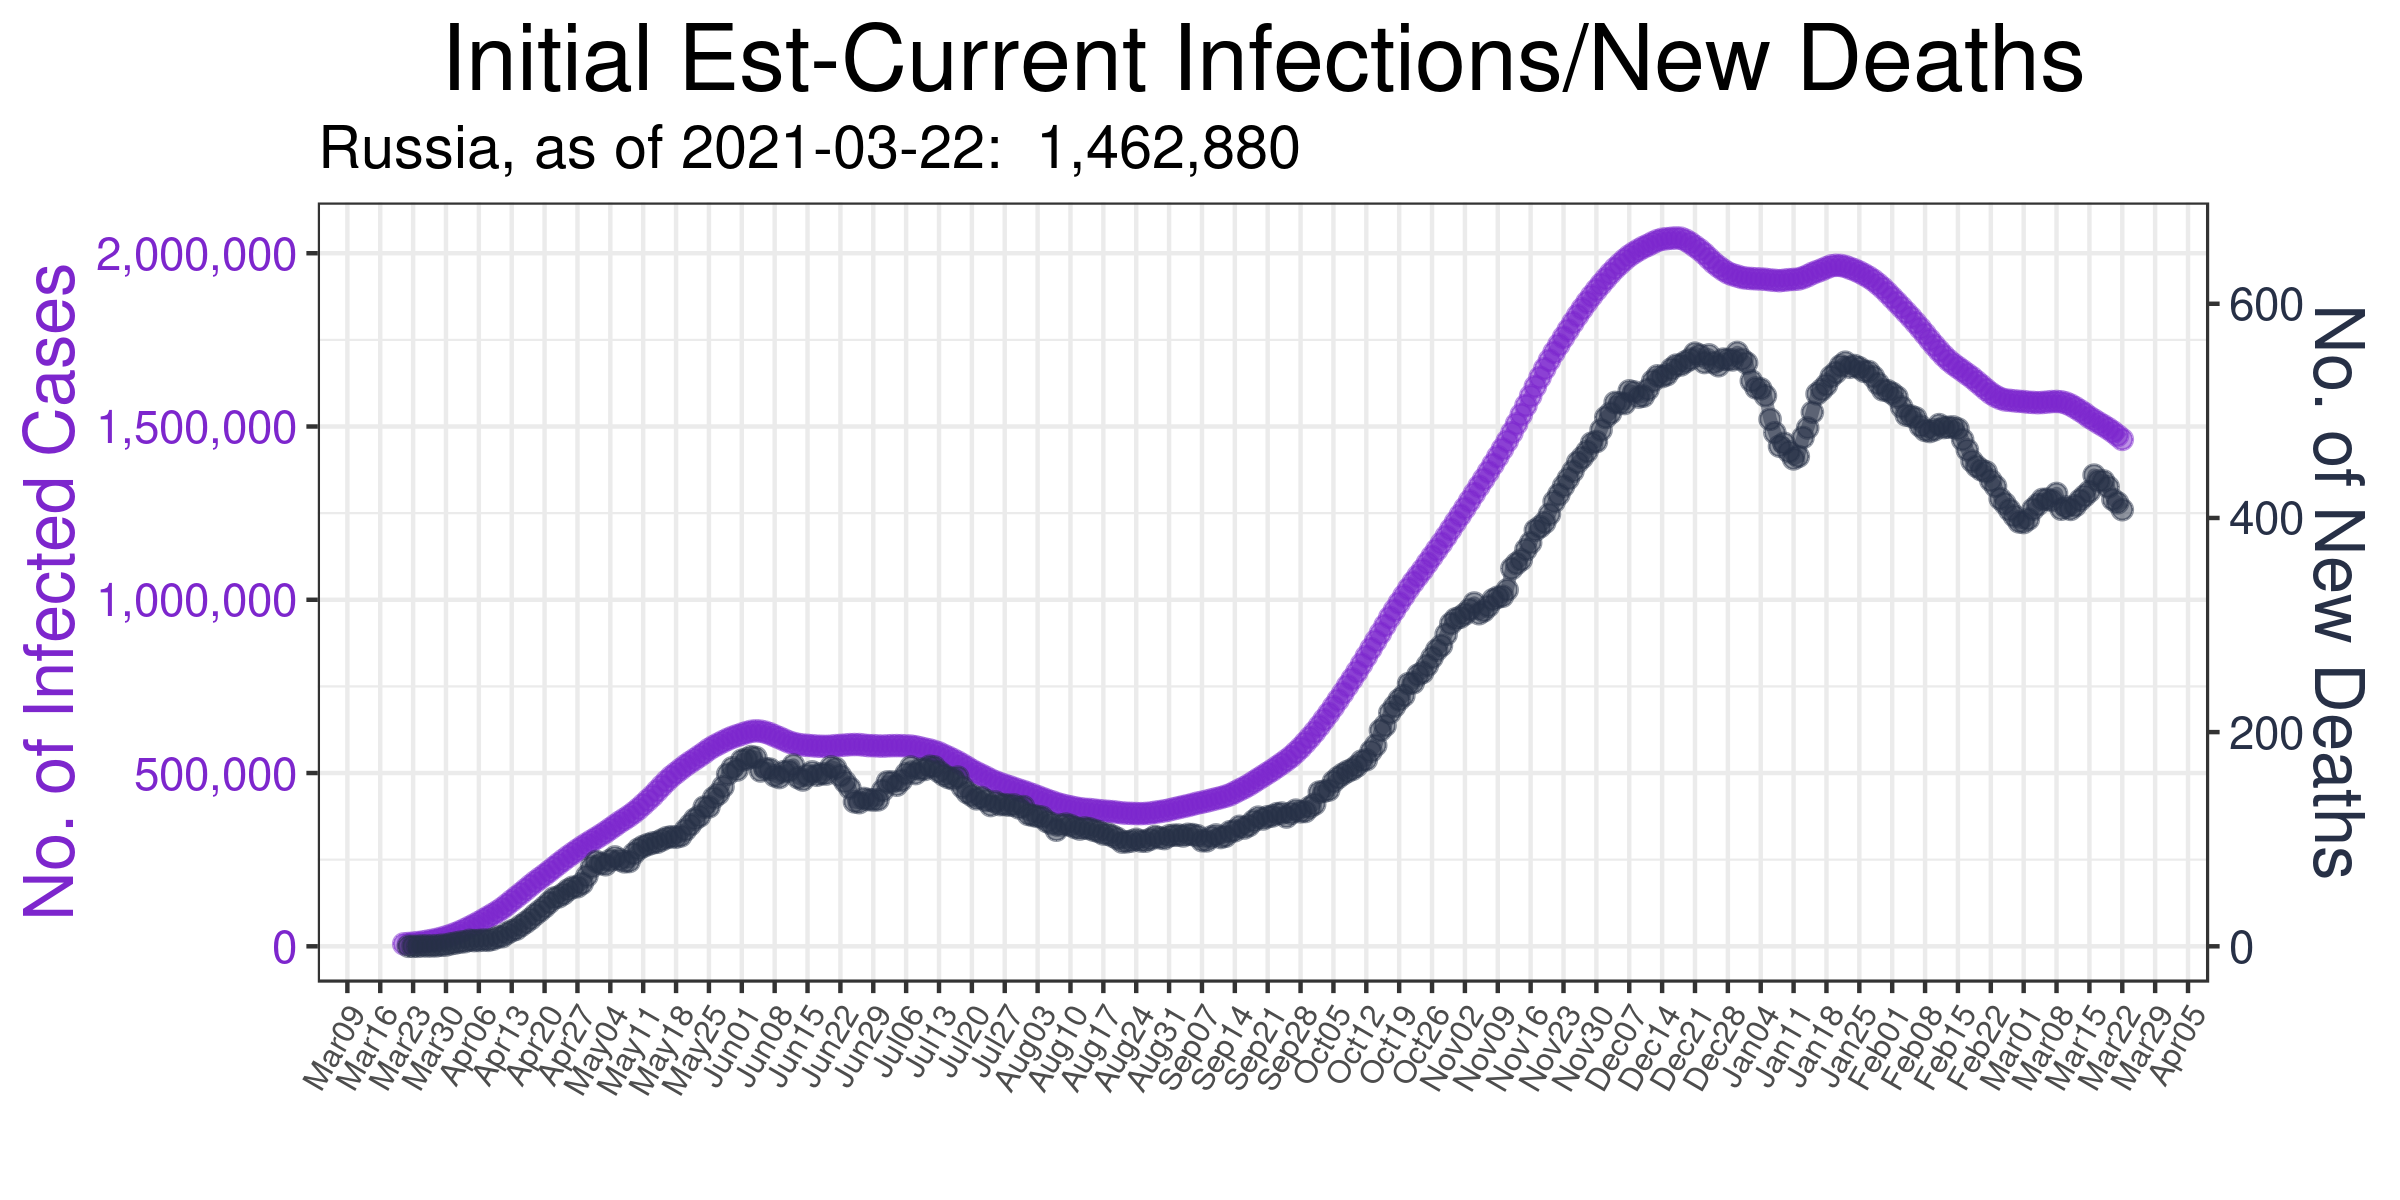 Initial Est-Current Infections/New Deaths
Russia, as of 2021-03-22:  1,462,880
No. of Infected Cases
2,000,000
1,500,000
1,000,000
500,000
0
600
400
200
0
No. of New Deaths
Mar09
Mar16
Mar23
Mar30
Apr06
Apr13
Apr20
Apr27
May04
May11
May18
May25
Jun01
Jun08
Jun15
Jun22
Jun29
Jul06
Jul13
Jul20
Jul27
Aug03
Aug10
Aug17
Aug24
Aug31
Sep07
Sep14
Sep21
Sep28
Oct05
Oct12
Oct19
Oct26
Nov02
Nov09
Nov16
Nov23
Nov30
Dec07
Dec14
Dec21
Dec28
Jan04
Jan11
Jan18
Jan25
Feb01
Feb08
Feb15
Feb22
Mar01
Mar08
Mar15
Mar22
Mar29
Apr05